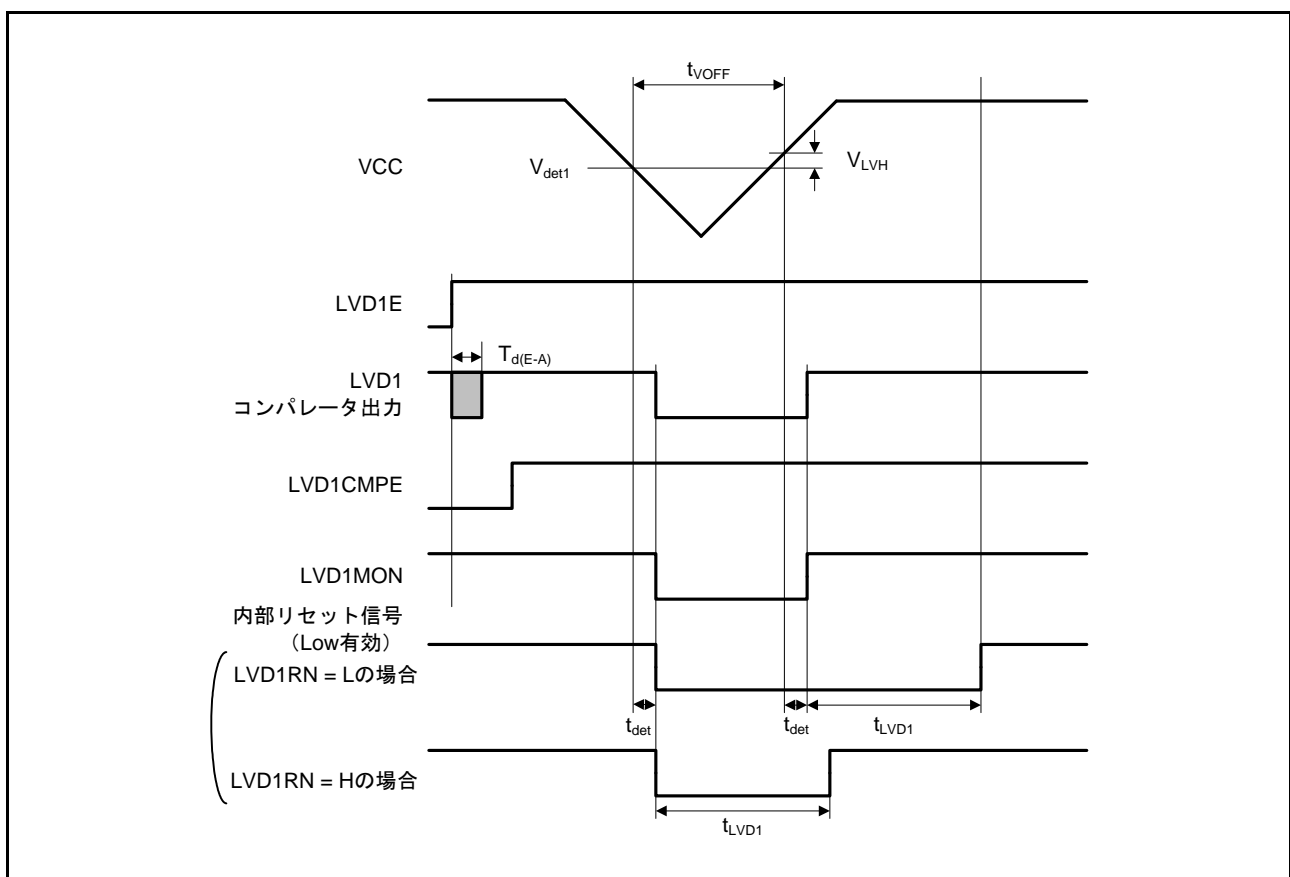 tVOFF
VCC
Vdet1
VLVH
LVD1E
Td(E-A)
LVD1
コンパレータ出力
LVD1CMPE
LVD1MON
内部リセット信号
（Low有効）
LVD1RN = Lの場合
tdet
tdet
tLVD1
LVD1RN = Hの場合
tLVD1